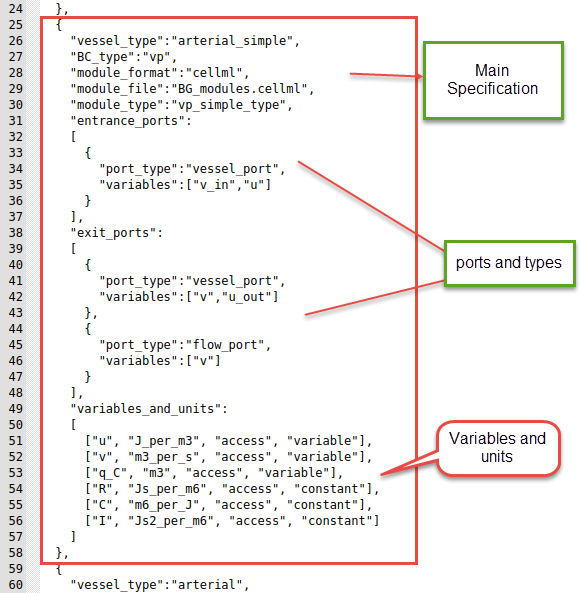 24 },
25 {
26 "vessel_type":"arterial_simple",
27 "BC_type":"vp",
28 "module_format":"cellml",
29 "module_file":"BG_modules.cellml",
30 "module_type":"vp_simple_type",
31 "entrance_ports":
32 [
33 {
34 "port_type":"vessel_port",
35 "variables":["v_in","u"]
36 }
37 ],
38 "exit_ports":
39 [
40 {
41 "port_type":"vessel_port",
42 "variables":["v","u_out"]
43 },
44 {
45 "port_type":"flow_port",
46 "variables":["v"]
47 }
48 ],
49 "variables_and_units":
50 [
51 ["u", "J_per_m3", "access", "variable"],
52 ["v", "m3_per_s", "access", "variable"],
53 ["q_C", "m3", "access", "variable"],
54 ["R", "Js_per_m6", "access", "constant"],
55 ["C", "m6_per_J", "access", "constant"],
56 ["I", "Js2_per_m6", "access", "constant"]
57 ]
58 },
59 {
60 "vessel_type":"arterial",
Main
Specification
ports and types
Variables and
units